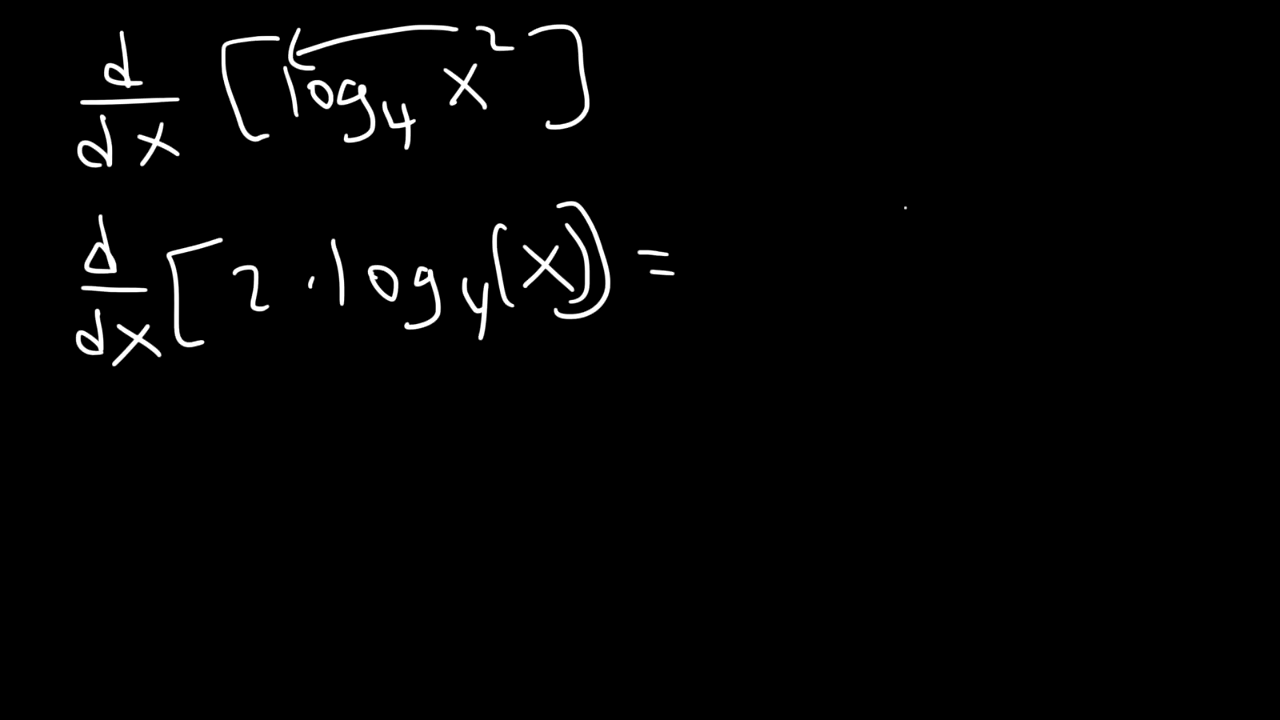 d/dx [log₄ x²]
d/dx [2 · log₄(x)] =